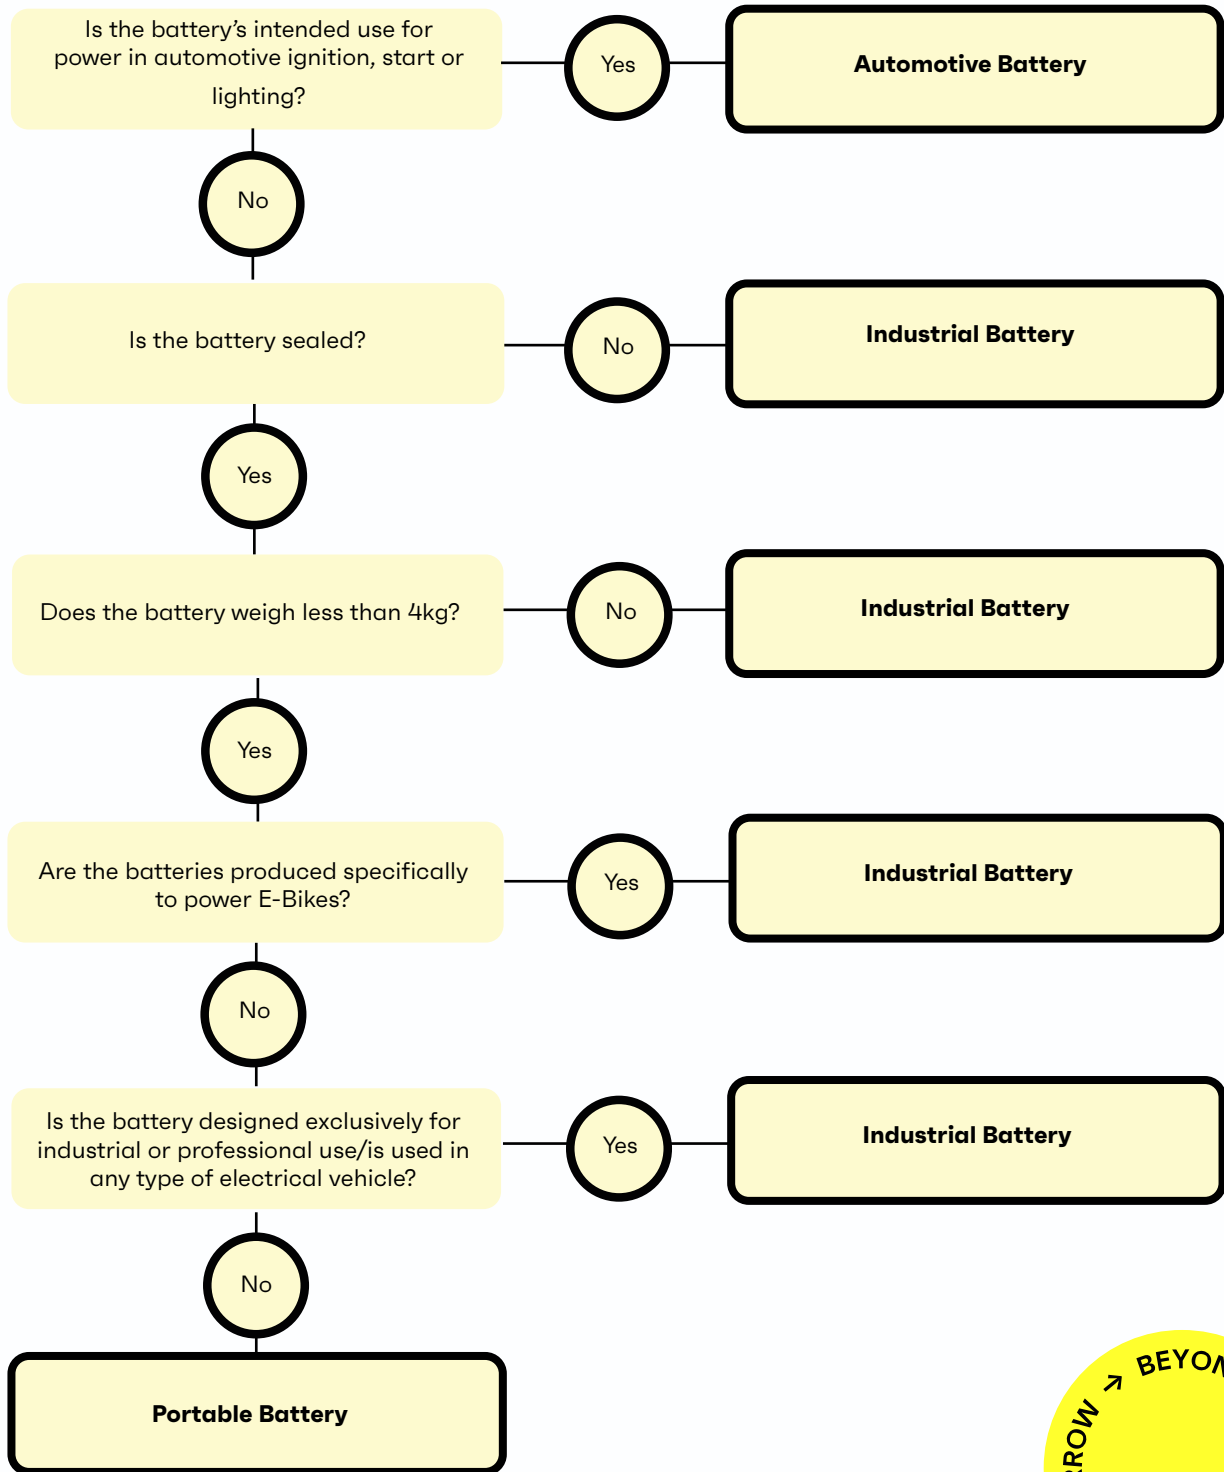 Is the battery’s intended use for
power in automotive ignition, start or
lighting?
Yes
Automotive Battery
No
Is the battery sealed?
No
Industrial Battery
Yes
Does the battery weigh less than 4kg?
No
Industrial Battery
Yes
Are the batteries produced specifically
to power E-Bikes?
Yes
Industrial Battery
No
Is the battery designed exclusively for
industrial or professional use/is used in
any type of electrical vehicle?
Yes
Industrial Battery
No
Portable Battery